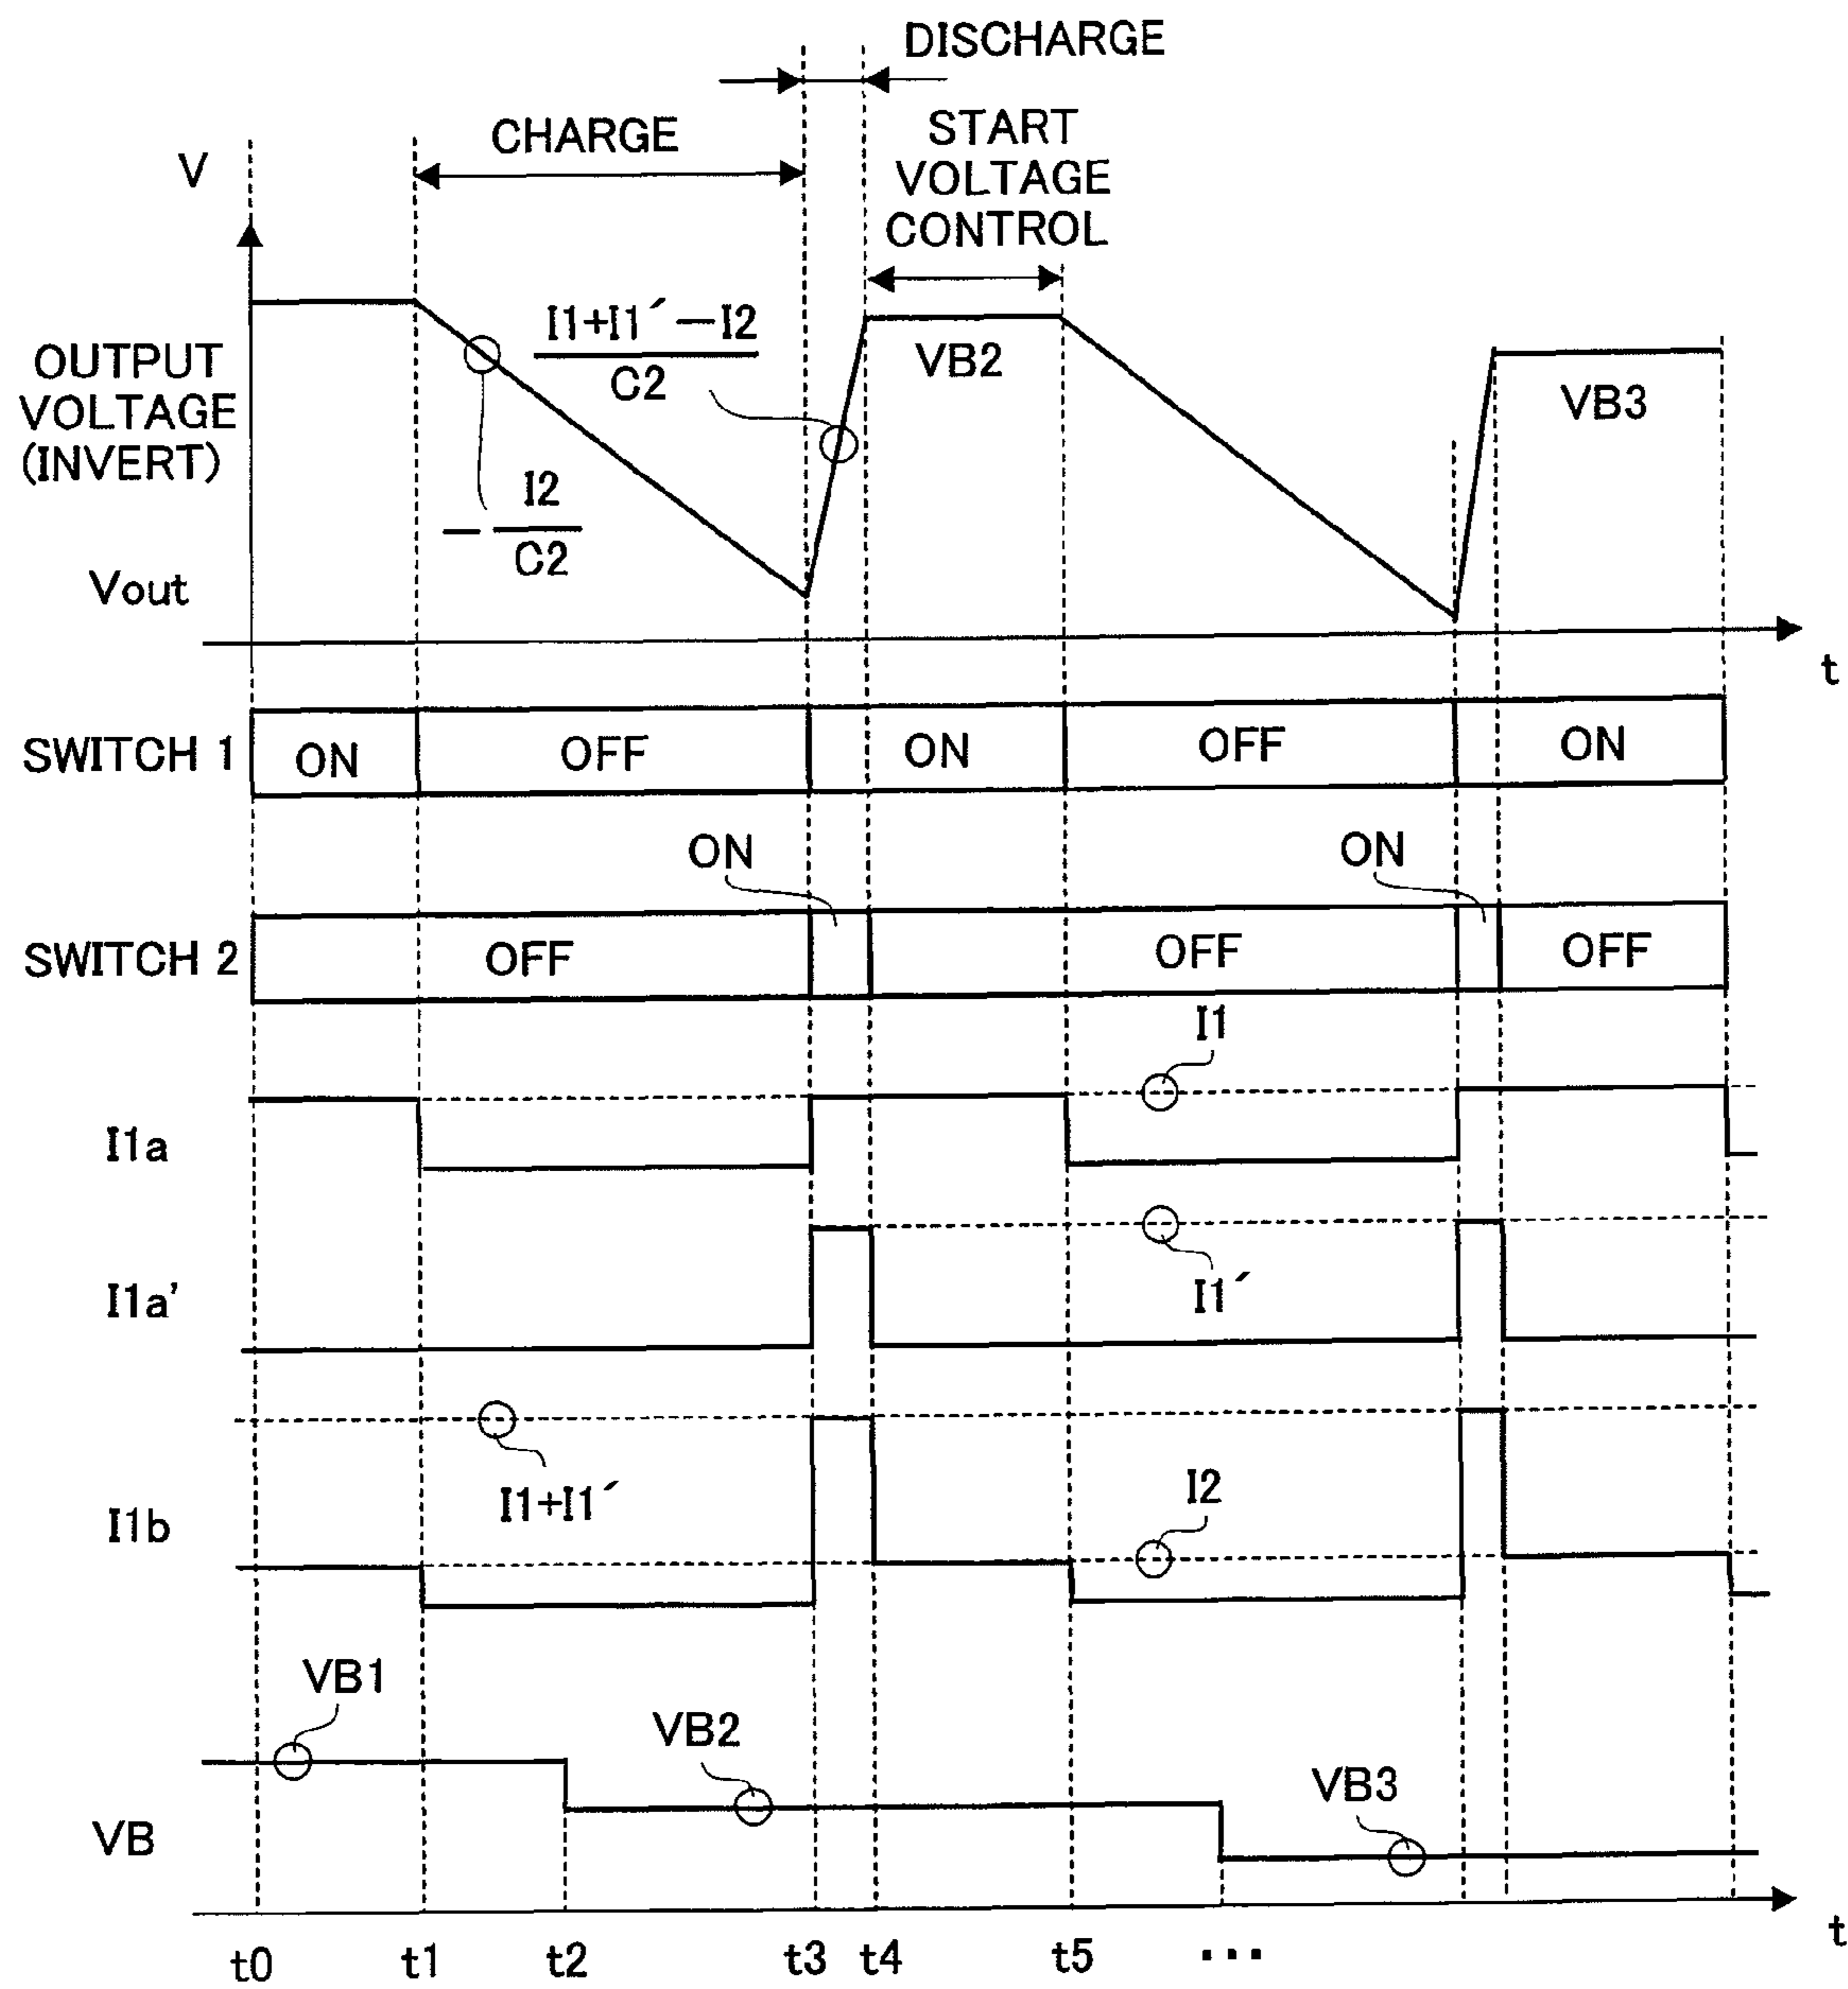 DISCHARGE
CHARGE
START
VOLTAGE
CONTROL
V
I1+I1´−I2
C2
VB2
VB3
OUTPUT
VOLTAGE
(INVERT)
− I2
C2
Vout
t
SWITCH 1
ON
OFF
ON
OFF
ON
ON
ON
SWITCH 2
OFF
OFF
OFF
I1
I1a
I1´
I1a'
I1+I1´
I2
I1b
VB1
VB2
VB3
VB
t
t0
t1
t2
t3
t4
t5
...